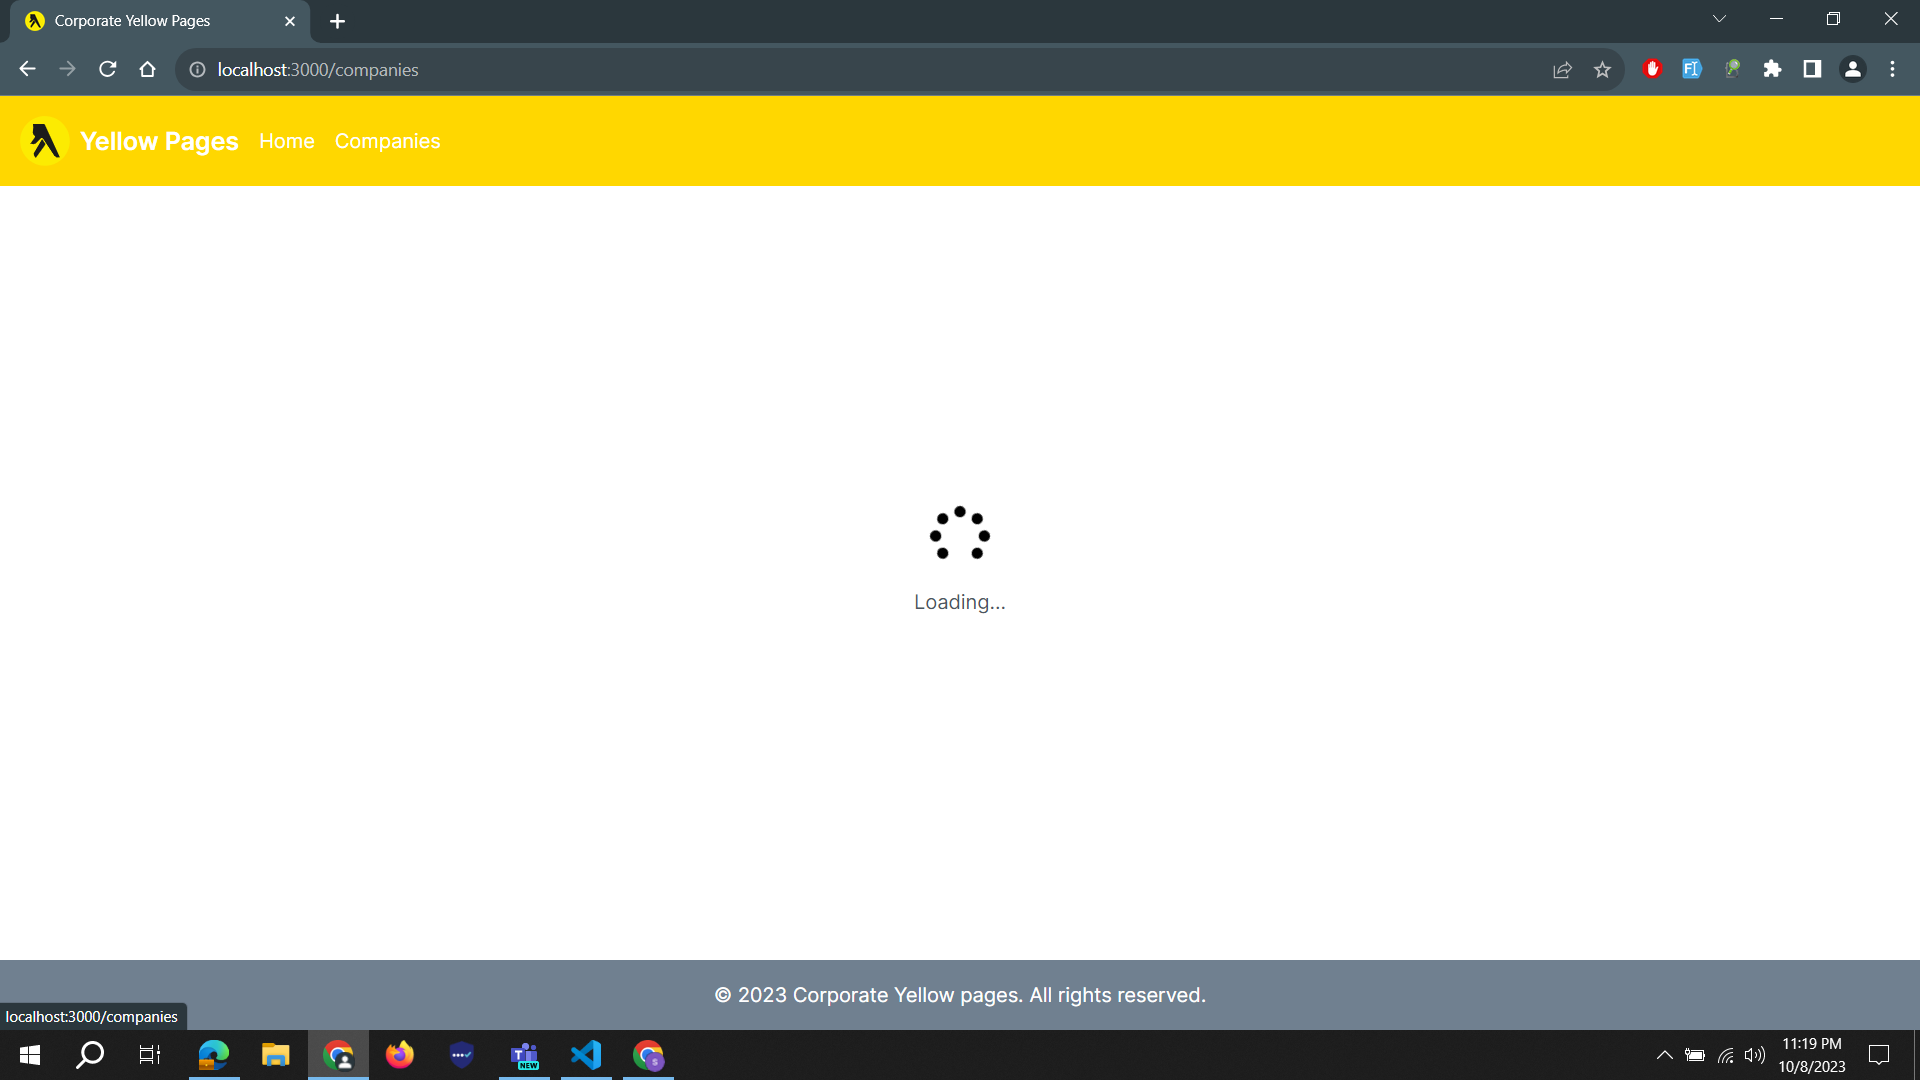 Corporate Yellow Pages
localhost:3000/companies
Yellow Pages Home Companies
Loading...
© 2023 Corporate Yellow pages. All rights reserved.
localhost:3000/companies
NEW
S
11:19 PM
10/8/2023